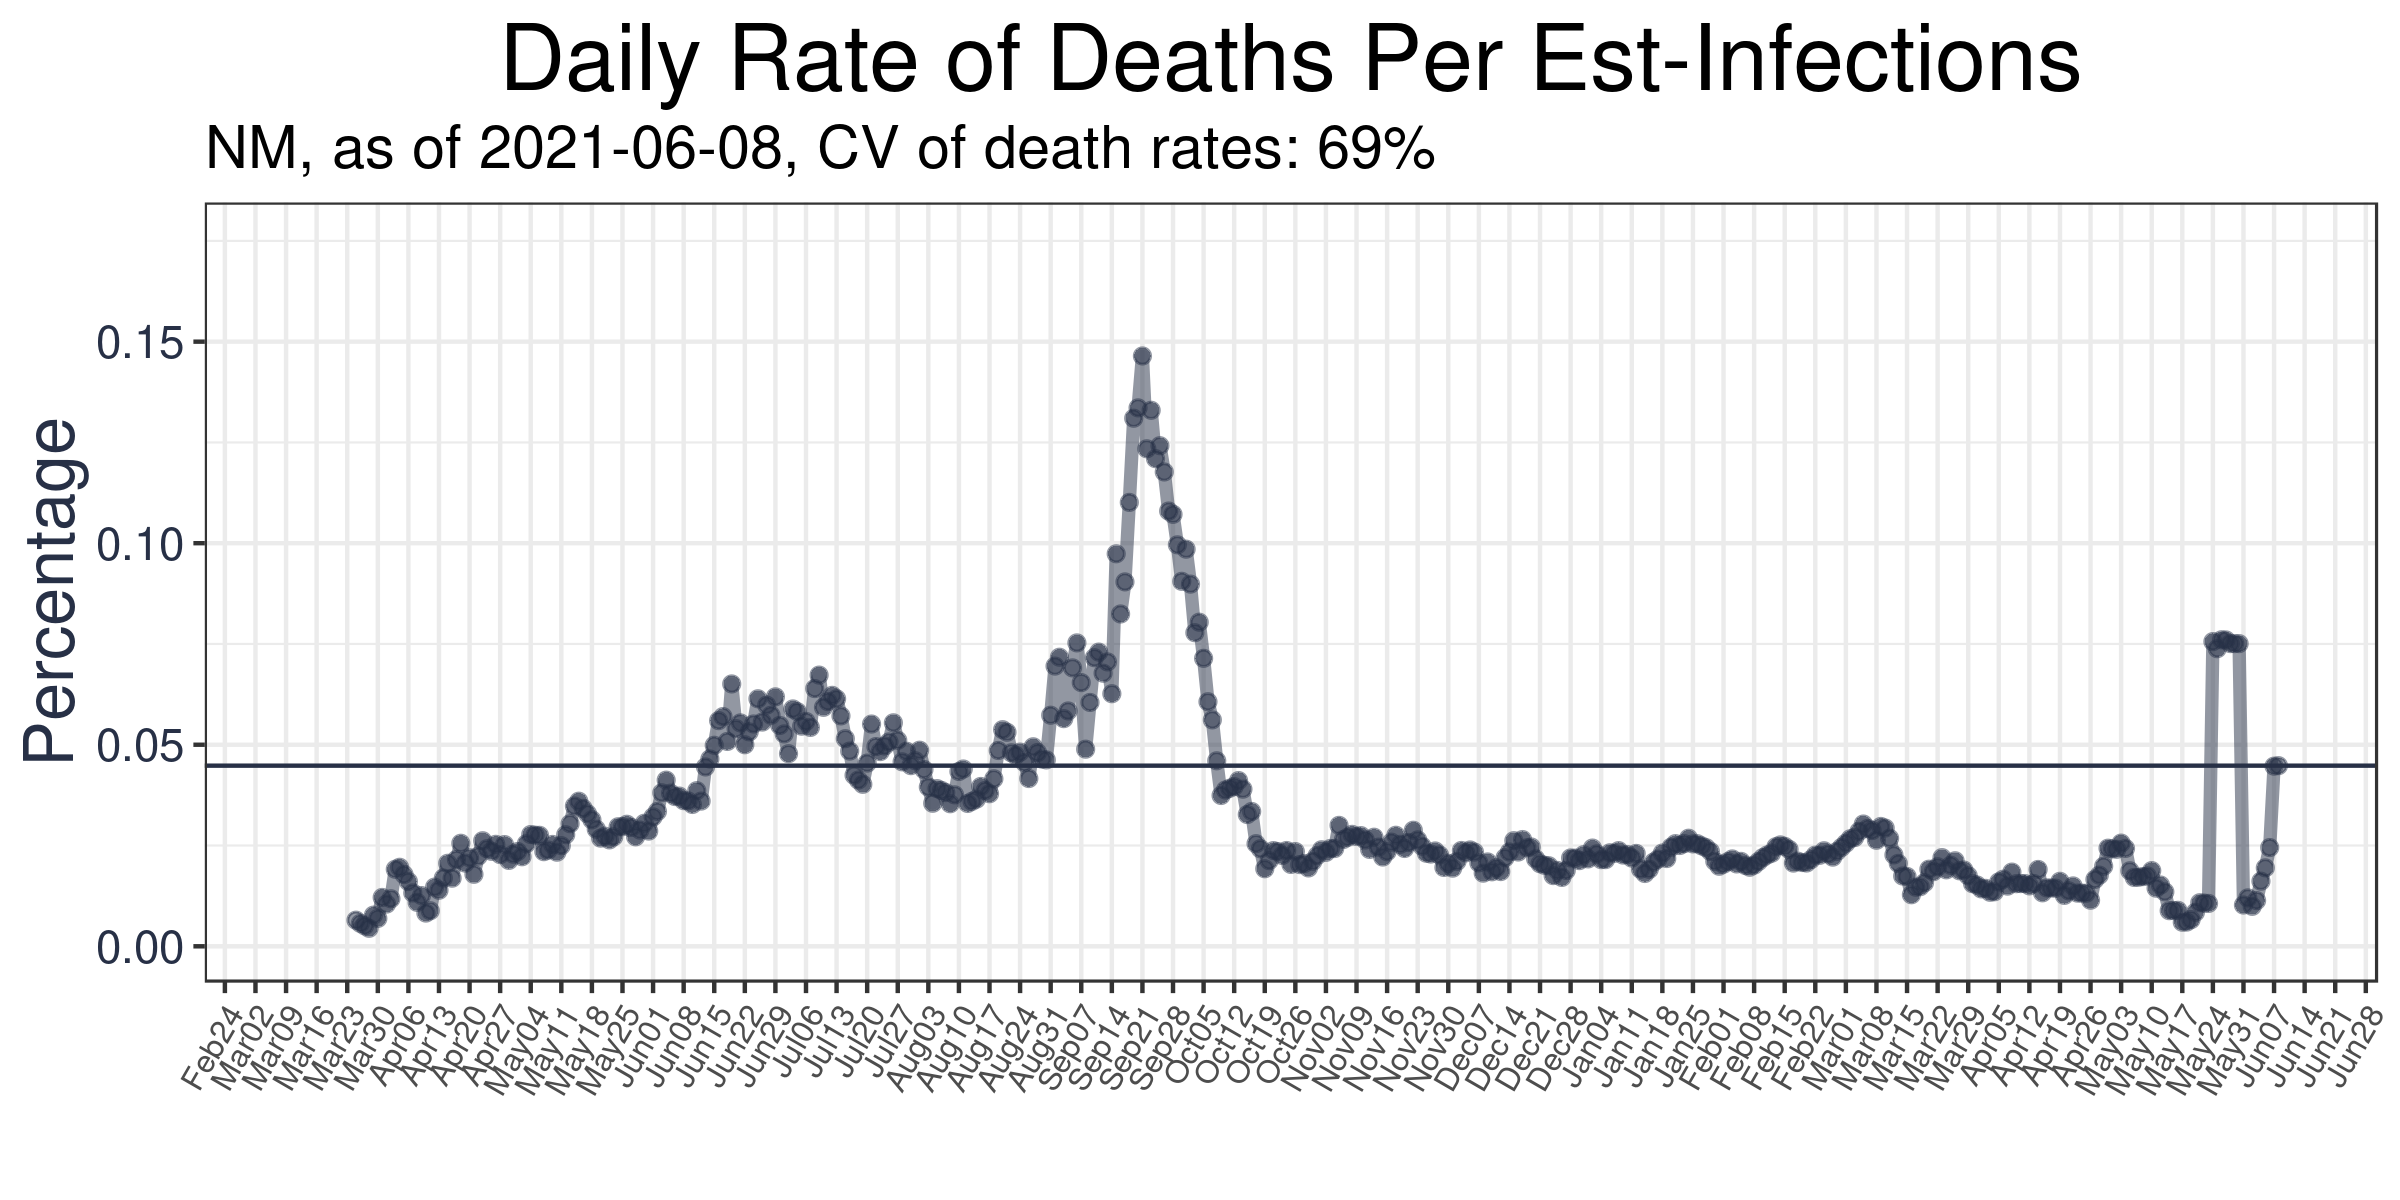 Daily Rate of Deaths Per Est-Infections
NM, as of 2021-06-08, CV of death rates: 69%
Percentage
0.15
0.10
0.05
0.00
Feb24
Mar02
Mar09
Mar16
Mar23
Mar30
Apr06
Apr13
Apr20
Apr27
May04
May11
May18
May25
Jun01
Jun08
Jun15
Jun22
Jun29
Jul06
Jul13
Jul20
Jul27
Aug03
Aug10
Aug17
Aug24
Aug31
Sep07
Sep14
Sep21
Sep28
Oct05
Oct12
Oct19
Oct26
Nov02
Nov09
Nov16
Nov23
Nov30
Dec07
Dec14
Dec21
Dec28
Jan04
Jan11
Jan18
Jan25
Feb01
Feb08
Feb15
Feb22
Mar01
Mar08
Mar15
Mar22
Mar29
Apr05
Apr12
Apr19
Apr26
May03
May10
May17
May24
May31
Jun07
Jun14
Jun21
Jun28